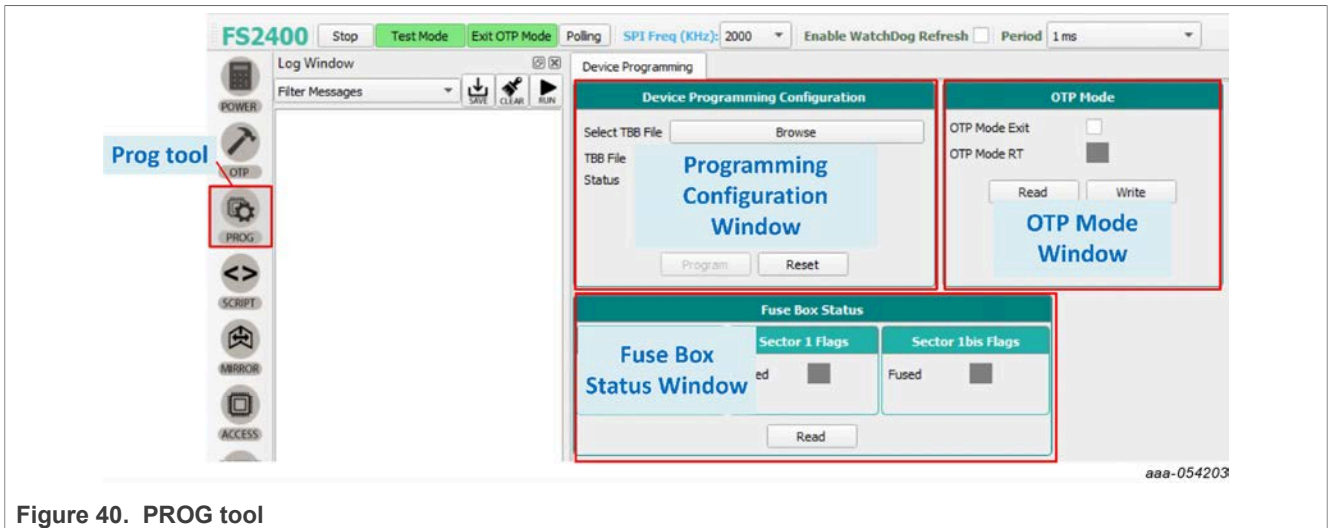 FS2400 Stop Test Mode Exit OTP Mode Polling SPI Freq (KHz): 2000 Enable WatchDog Refresh Period 1 ms
Log Window
Filter Messages
SAVE CLEAR RUN
POWER
OTP
Prog tool
PROG
SCRIPT
MIRROR
ACCESS
Device Programming
Device Programming Configuration
Select TBB File Browse
TBB File
Status
Programming
Configuration
Window
Program Reset
OTP Mode
OTP Mode Exit
OTP Mode RT
Read Write
OTP Mode
Window
Fuse Box Status
Fuse Box
Status Window
Sector 1 Flags
ed
Sector 1bis Flags
Fused
Read
aaa-054203
Figure 40. PROG tool